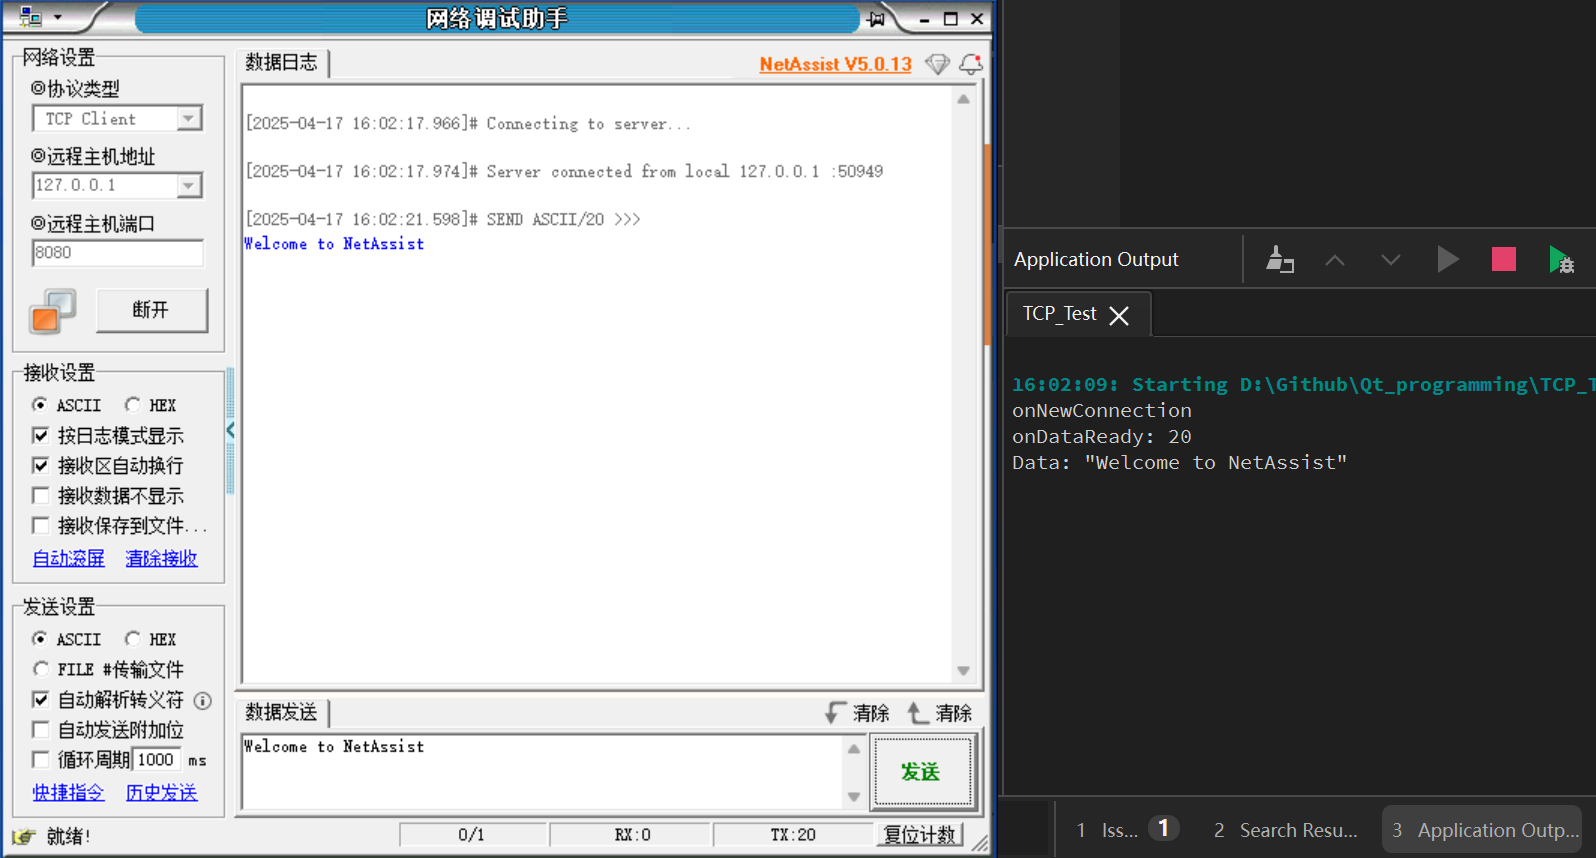 网络调试助手
网络设置
协议类型
TCP Client
远程主机地址
127.0.0.1
远程主机端口
8080
断开
接收设置
ASCII HEX
按日志模式显示
接收区自动换行
接收数据不显示
接收保存到文件...
自动滚屏 清除接收
发送设置
ASCII HEX
FILE #传输文件
自动解析转义符
自动发送附加位
循环周期 1000 ms
快捷指令 历史发送
就绪!
数据日志
NetAssist V5.0.13
[2025-04-17 16:02:17.966]# Connecting to server...
[2025-04-17 16:02:17.974]# Server connected from local 127.0.0.1 :50949
[2025-04-17 16:02:21.598]# SEND ASCII/20 >>>
Welcome to NetAssist
数据发送 清除 清除
Welcome to NetAssist
发送
0/1 RX:0 TX:20 复位计数
Application Output
TCP_Test
16:02:09: Starting D:\Github\Qt_programming\TCP_T
onNewConnection
onDataReady: 20
Data: "Welcome to NetAssist"
1 Iss... 1 2 Search Resu... 3 Application Outp...